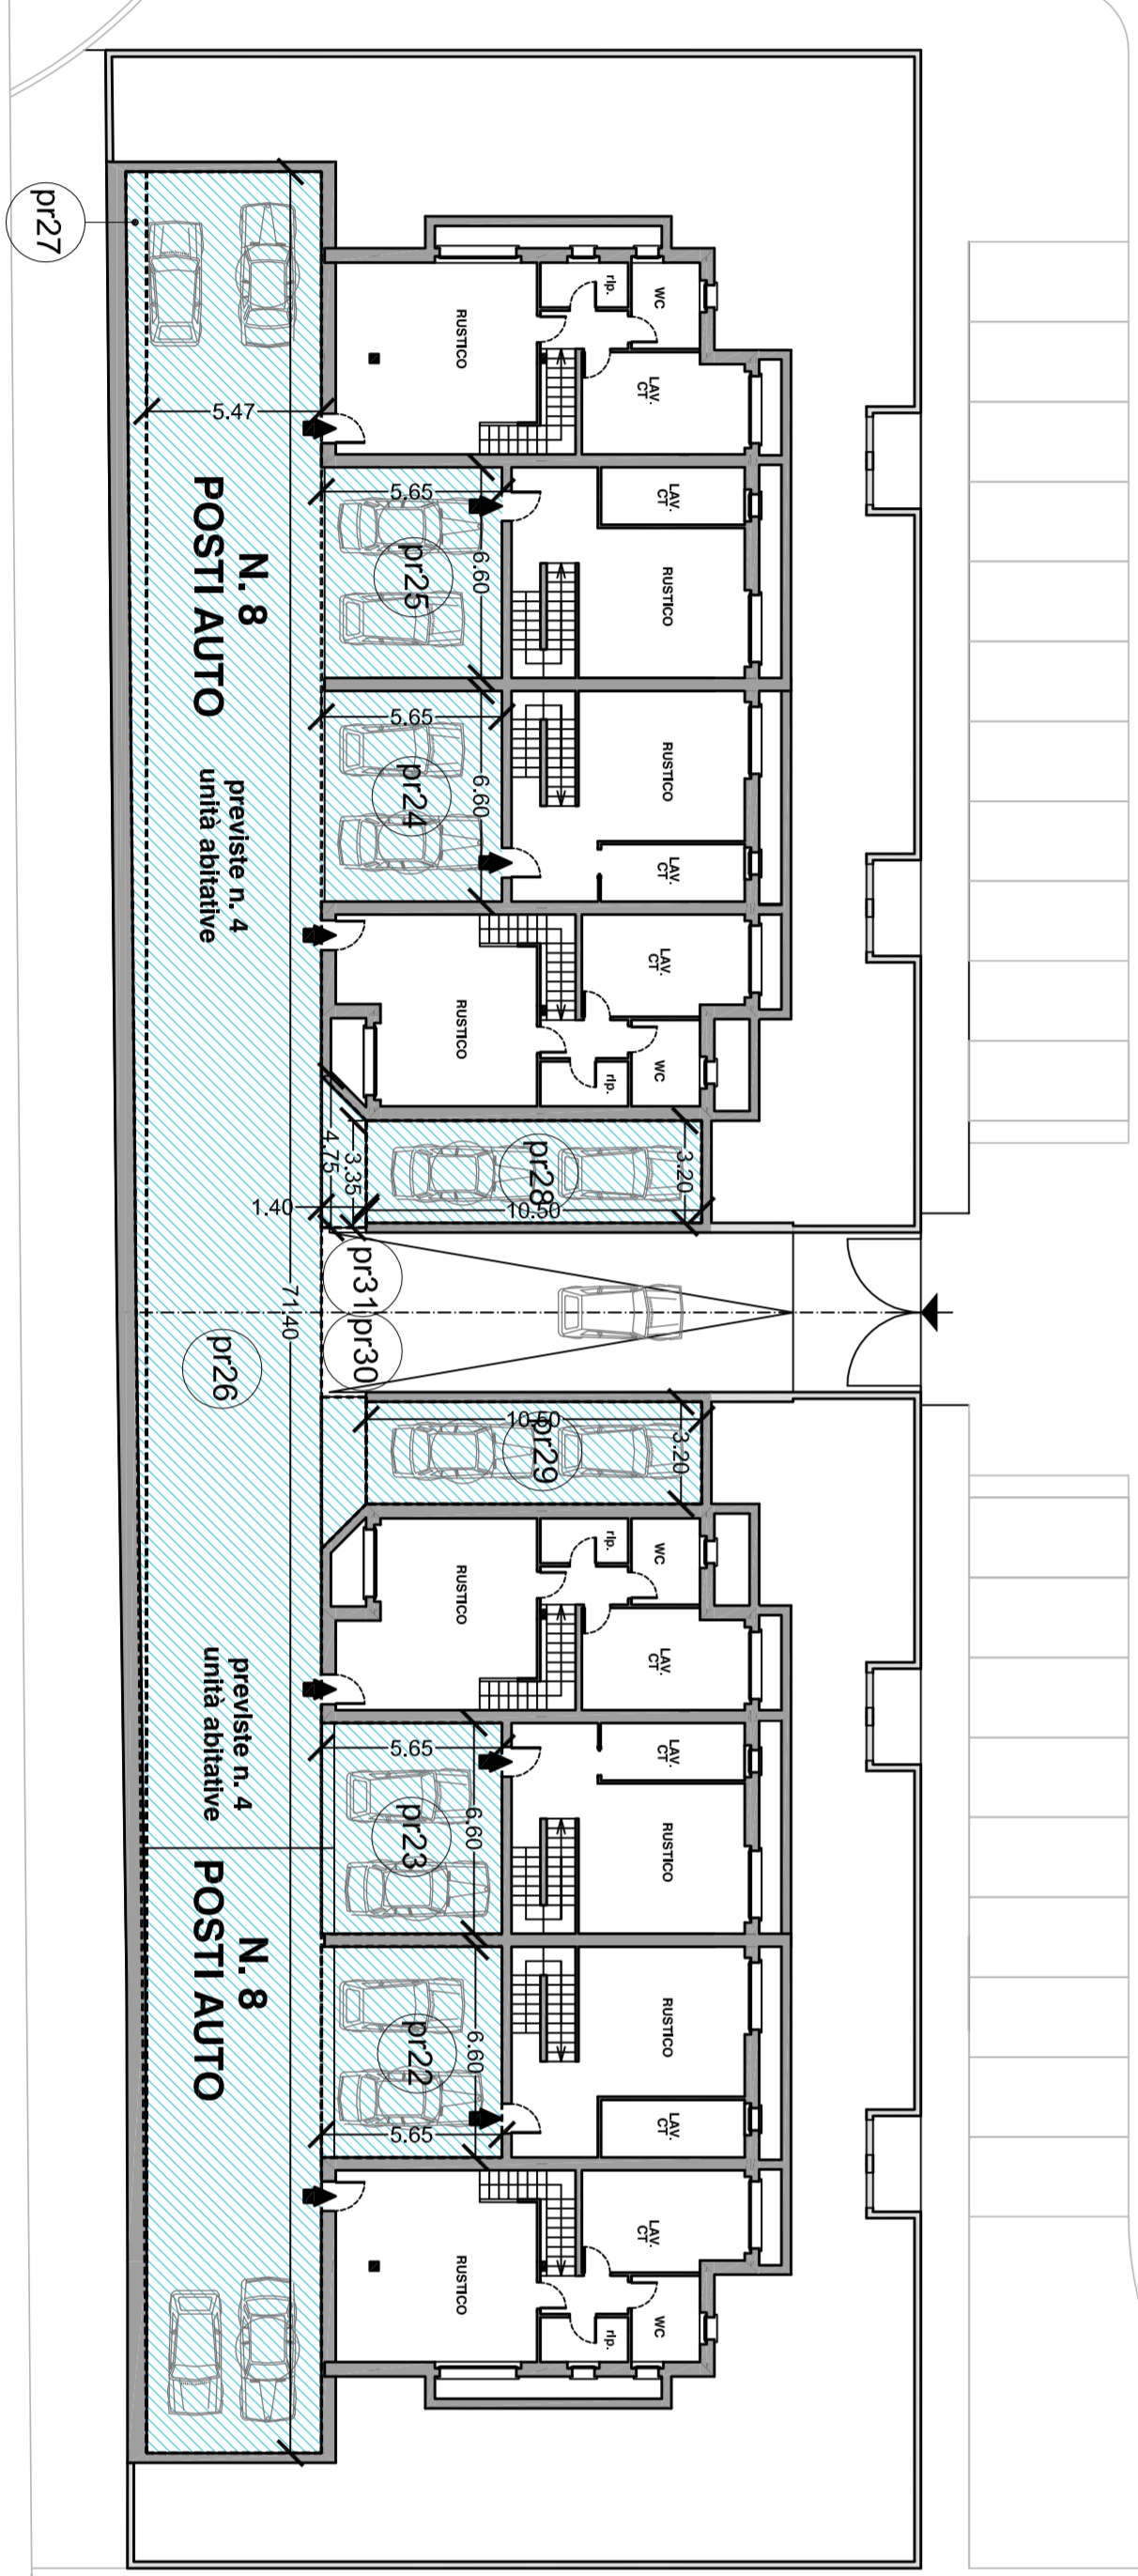 pr27
5.47
N. 8
POSTI AUTO
previste n. 4
unità abitative
RUSTICO
rip.
WC
LAV.
CT
5.65
6.60
pr25
LAV.
CT
RUSTICO
5.65
6.60
pr24
RUSTICO
LAV.
CT
RUSTICO
LAV.
CT
WC
rip.
4.75
3.35
1.40
pr28
10.50
3.20
71.40
pr31
pr30
pr26
10.50
pr29
3.20
RUSTICO
rip.
WC
LAV.
CT
previste n. 4
unità abitative
5.65
6.60
pr23
LAV.
CT
RUSTICO
N. 8
POSTI AUTO
6.60
pr22
5.65
RUSTICO
LAV.
CT
RUSTICO
LAV.
CT
WC
rip.